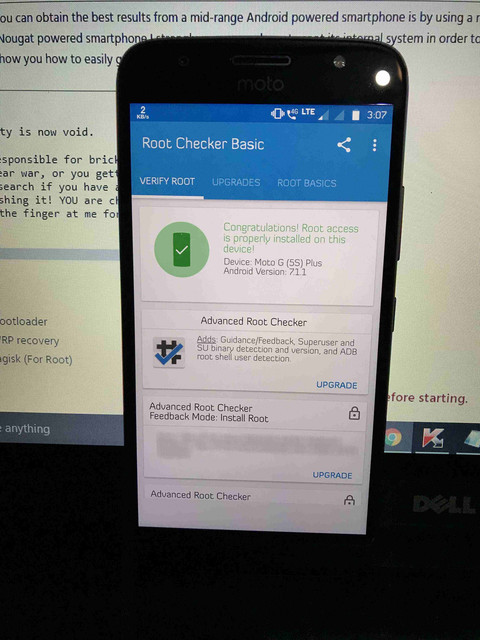 ou can obtain the best results from a mid-range Android powered smartphone is by using a r
Nougat powered smartphone
internal system in order to
how you how to easily g
moto
2
KB/s
4G LTE
3:07
Root Checker Basic
VERIFY ROOT
UPGRADES
ROOT BASICS
Congratulations! Root access
is properly installed on this
device!
Device: Moto G (5S) Plus
Android Version: 7.1.1
Advanced Root Checker
Adds: Guidance/Feedback, Superuser and
SU binary detection and version, and ADB
root shell user detection.
UPGRADE
Advanced Root Checker
Feedback Mode: Install Root
UPGRADE
Advanced Root Checker
ty is now void.
esponsible for brick
ear war, or you gett
search if you have a
shing it! YOU are ch
the finger at me for
ootloader
RP recovery
agisk (For Root)
efore starting.
e anything
DELL